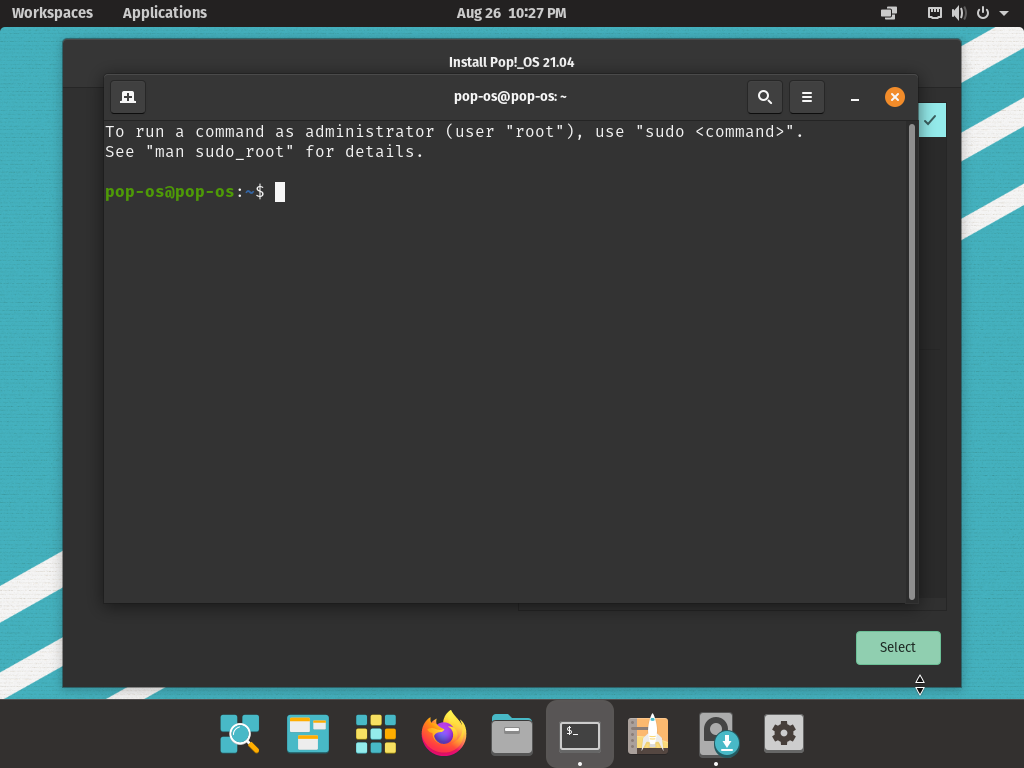 Workspaces Applications Aug 26 10:27 PM
Install Pop!_OS 21.04
pop-os@pop-os: ~
To run a command as administrator (user "root"), use "sudo <command>".
See "man sudo_root" for details.
pop-os@pop-os:~$
Select
$_